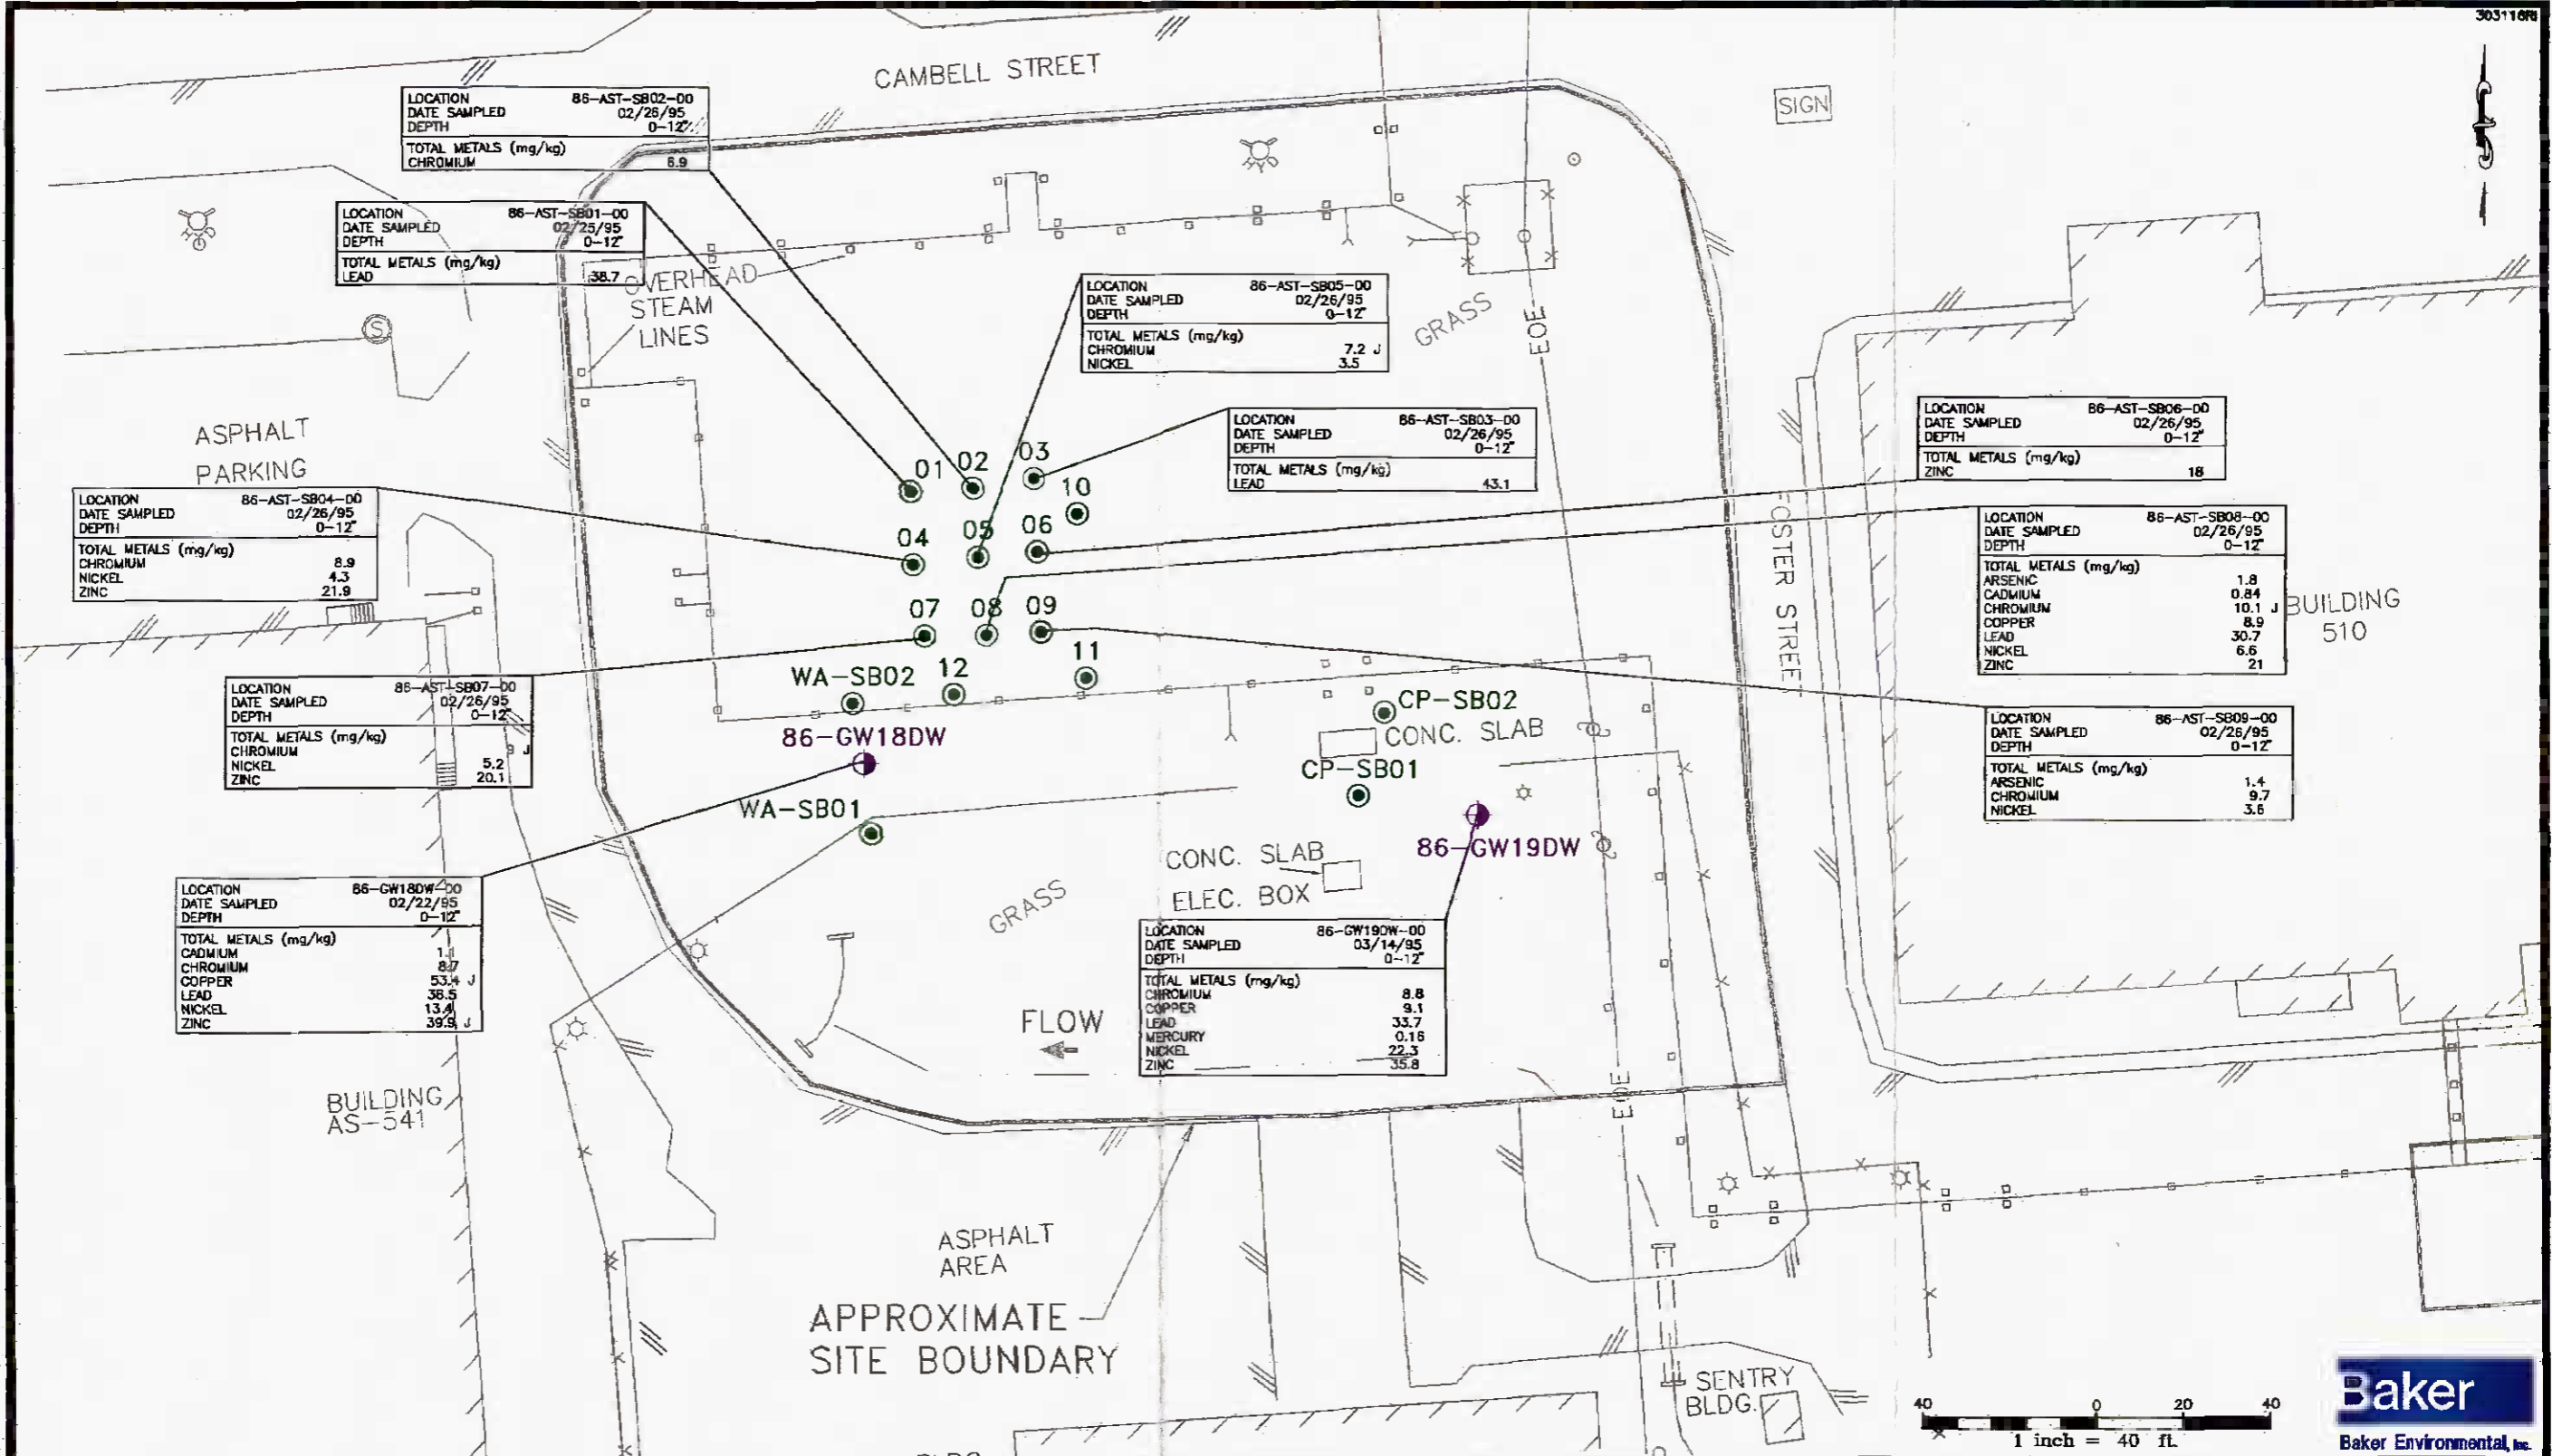 303116RI
CAMBELL STREET
SIGN
LOCATION 86-AST-SB02-00
DATE SAMPLED 02/26/95
DEPTH 0-12"
TOTAL METALS (mg/kg)
CHROMIUM 6.9
LOCATION 86-AST-SB01-00
DATE SAMPLED 02/25/95
DEPTH 0-12"
TOTAL METALS (mg/kg)
LEAD 38.7
OVERHEAD
STEAM
LINES
S
LOCATION 86-AST-SB05-00
DATE SAMPLED 02/26/95
DEPTH 0-12"
TOTAL METALS (mg/kg)
CHROMIUM 7.2 J
NICKEL 3.5
GRASS
EOE
LOCATION 86-AST-SB03-00
DATE SAMPLED 02/26/95
DEPTH 0-12"
TOTAL METALS (mg/kg)
LEAD 43.1
LOCATION 86-AST-SB06-00
DATE SAMPLED 02/26/95
DEPTH 0-12"
TOTAL METALS (mg/kg)
ZINC 18
ASPHALT
PARKING
LOCATION 86-AST-SB04-00
DATE SAMPLED 02/26/95
DEPTH 0-12"
TOTAL METALS (mg/kg)
CHROMIUM 8.9
NICKEL 4.3
ZINC 21.9
01 02 03
10
04 05 06
07 08 09
12 11
FOSTER STREET
LOCATION 86-AST-SB08-00
DATE SAMPLED 02/26/95
DEPTH 0-12"
TOTAL METALS (mg/kg)
ARSENIC 1.8
CADMIUM 0.84
CHROMIUM 10.1 J
COPPER 8.9
LEAD 30.7
NICKEL 6.6
ZINC 21
BUILDING
510
LOCATION 86-AST-SB07-00
DATE SAMPLED 02/26/95
DEPTH 0-12"
TOTAL METALS (mg/kg)
CHROMIUM 9 J
NICKEL 5.2
ZINC 20.1
WA-SB02
86-GW18DW
WA-SB01
CP-SB02
CONC. SLAB
CP-SB01
86-GW19DW
LOCATION 86-AST-SB09-00
DATE SAMPLED 02/26/95
DEPTH 0-12"
TOTAL METALS (mg/kg)
ARSENIC 1.4
CHROMIUM 9.7
NICKEL 3.6
CONC. SLAB
ELEC. BOX
GRASS
LOCATION 86-GW18DW-00
DATE SAMPLED 02/22/95
DEPTH 0-12"
TOTAL METALS (mg/kg)
CADMIUM 1.1
CHROMIUM 8.7
COPPER 53.4 J
LEAD 38.5
NICKEL 13.4
ZINC 39.9 J
LOCATION 86-GW19DW-00
DATE SAMPLED 03/14/95
DEPTH 0-12"
TOTAL METALS (mg/kg)
CHROMIUM 8.8
COPPER 9.1
LEAD 33.7
MERCURY 0.16
NICKEL 22.3
ZINC 35.8
FLOW
EOE
BUILDING
AS-541
ASPHALT
AREA
APPROXIMATE
SITE BOUNDARY
SENTRY
BLDG.
40 0 20 40
1 inch = 40 ft.
Baker
Baker Environmental, Inc.